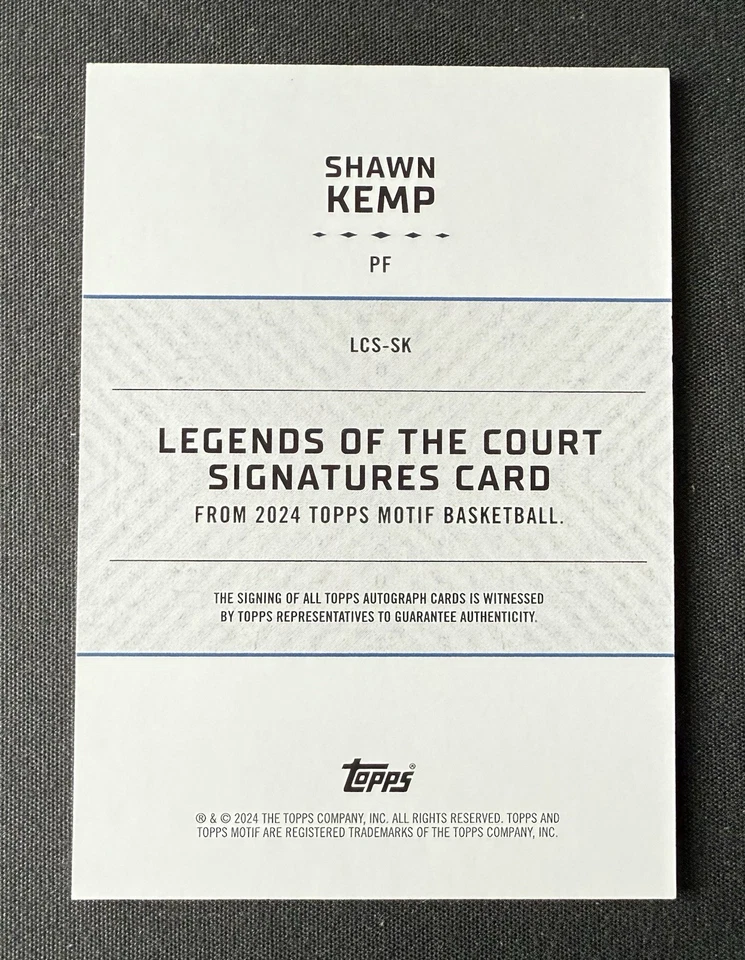 SHAWN
KEMP
PF
LCS-SK
LEGENDS OF THE COURT
SIGNATURES CARD
FROM 2024 TOPPS MOTIF BASKETBALL.
THE SIGNING OF ALL TOPPS AUTOGRAPH CARDS IS WITNESSED
BY TOPPS REPRESENTATIVES TO GUARANTEE AUTHENTICITY.
topps®
® & © 2024 THE TOPPS COMPANY, INC. ALL RIGHTS RESERVED. TOPPS AND
TOPPS MOTIF ARE REGISTERED TRADEMARKS OF THE TOPPS COMPANY, INC.